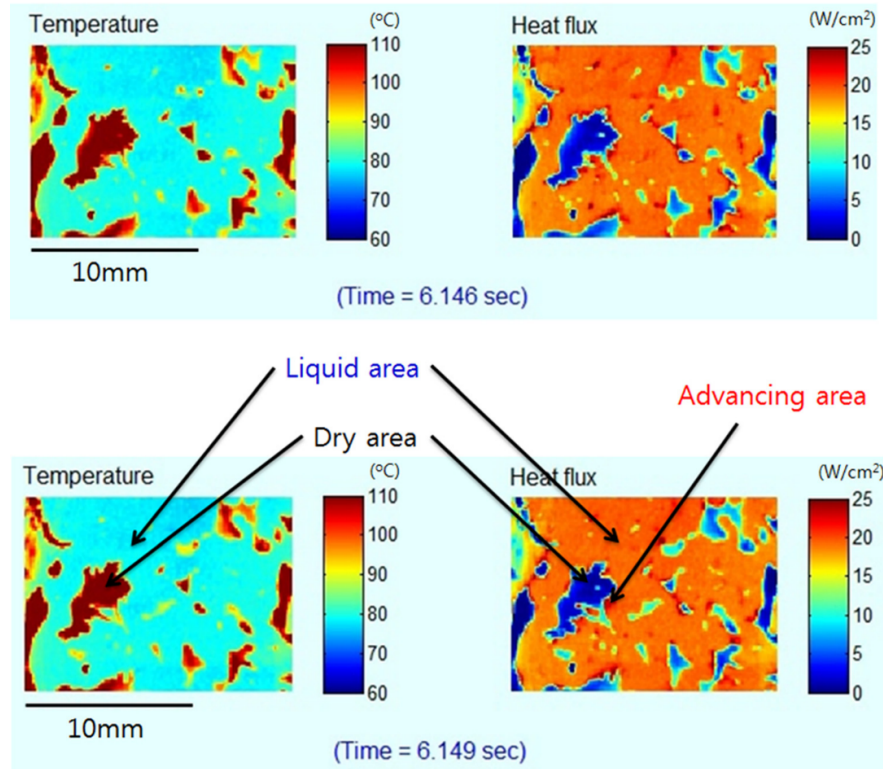 Temperature
(ºC)
110
100
90
80
70
60
10mm
Heat flux
(W/cm²)
25
20
15
10
5
0
(Time = 6.146 sec)
Liquid area
Advancing area
Dry area
Temperature
(ºC)
110
100
90
80
70
60
10mm
Heat flux
(W/cm²)
25
20
15
10
5
0
(Time = 6.149 sec)